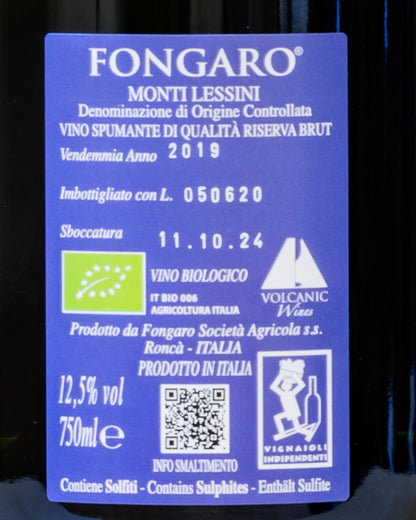 FONGARO®
MONTI LESSINI
Denominazione di Origine Controllata
VINO SPUMANTE DI QUALITÀ RISERVA BRUT
Vendemmia Anno 2019
Imbottigliato con L. 050620
Sboccatura 11.10.24
VINO BIOLOGICO
IT BIO 006
AGRICOLTURA ITALIA
VOLCANIC
Wines
Prodotto da Fongaro Società Agricola s.s.
Roncà - ITALIA
PRODOTTO IN ITALIA
12,5% vol
750ml e
INFO SMALTIMENTO
VIGNAIOLI
INDIPENDENTI
Contiene Solfiti - Contains Sulphites - Enthält Sulfite